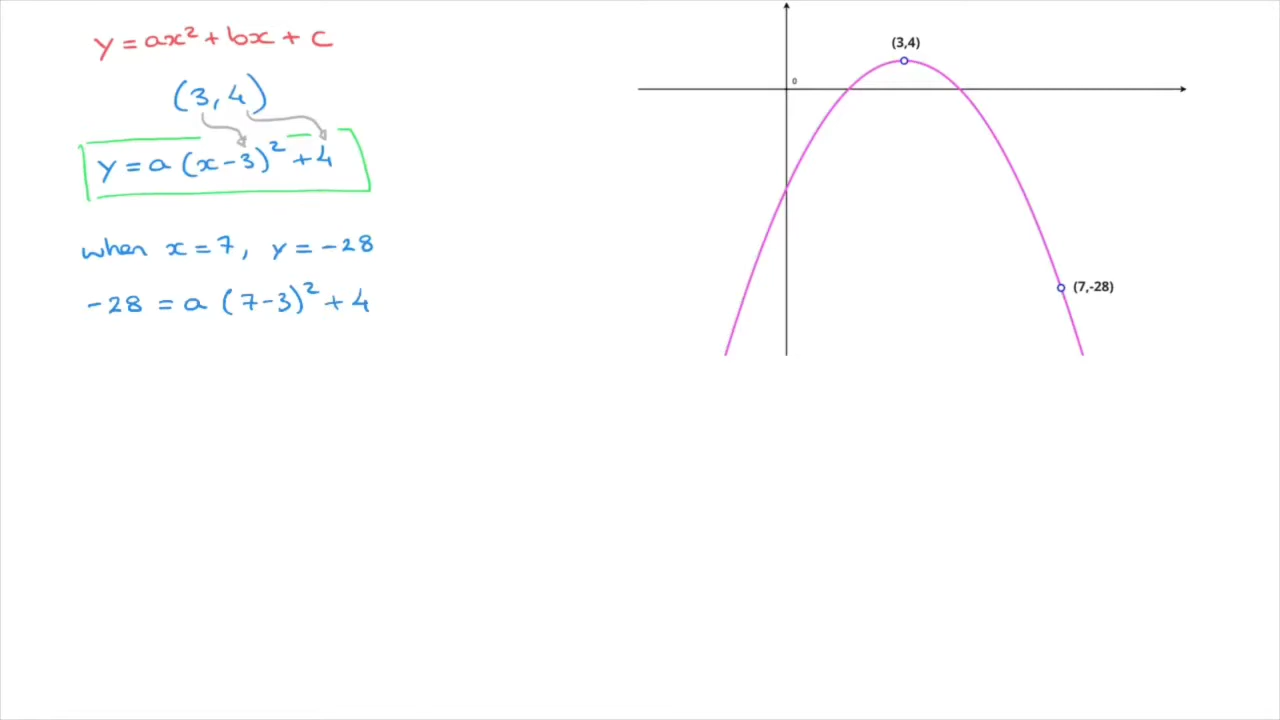 y = ax² + bx + c
(3, 4)
y = a (x - 3)² + 4
when x = 7, y = -28
-28 = a (7 - 3)² + 4
(3,4)
0
(7,-28)